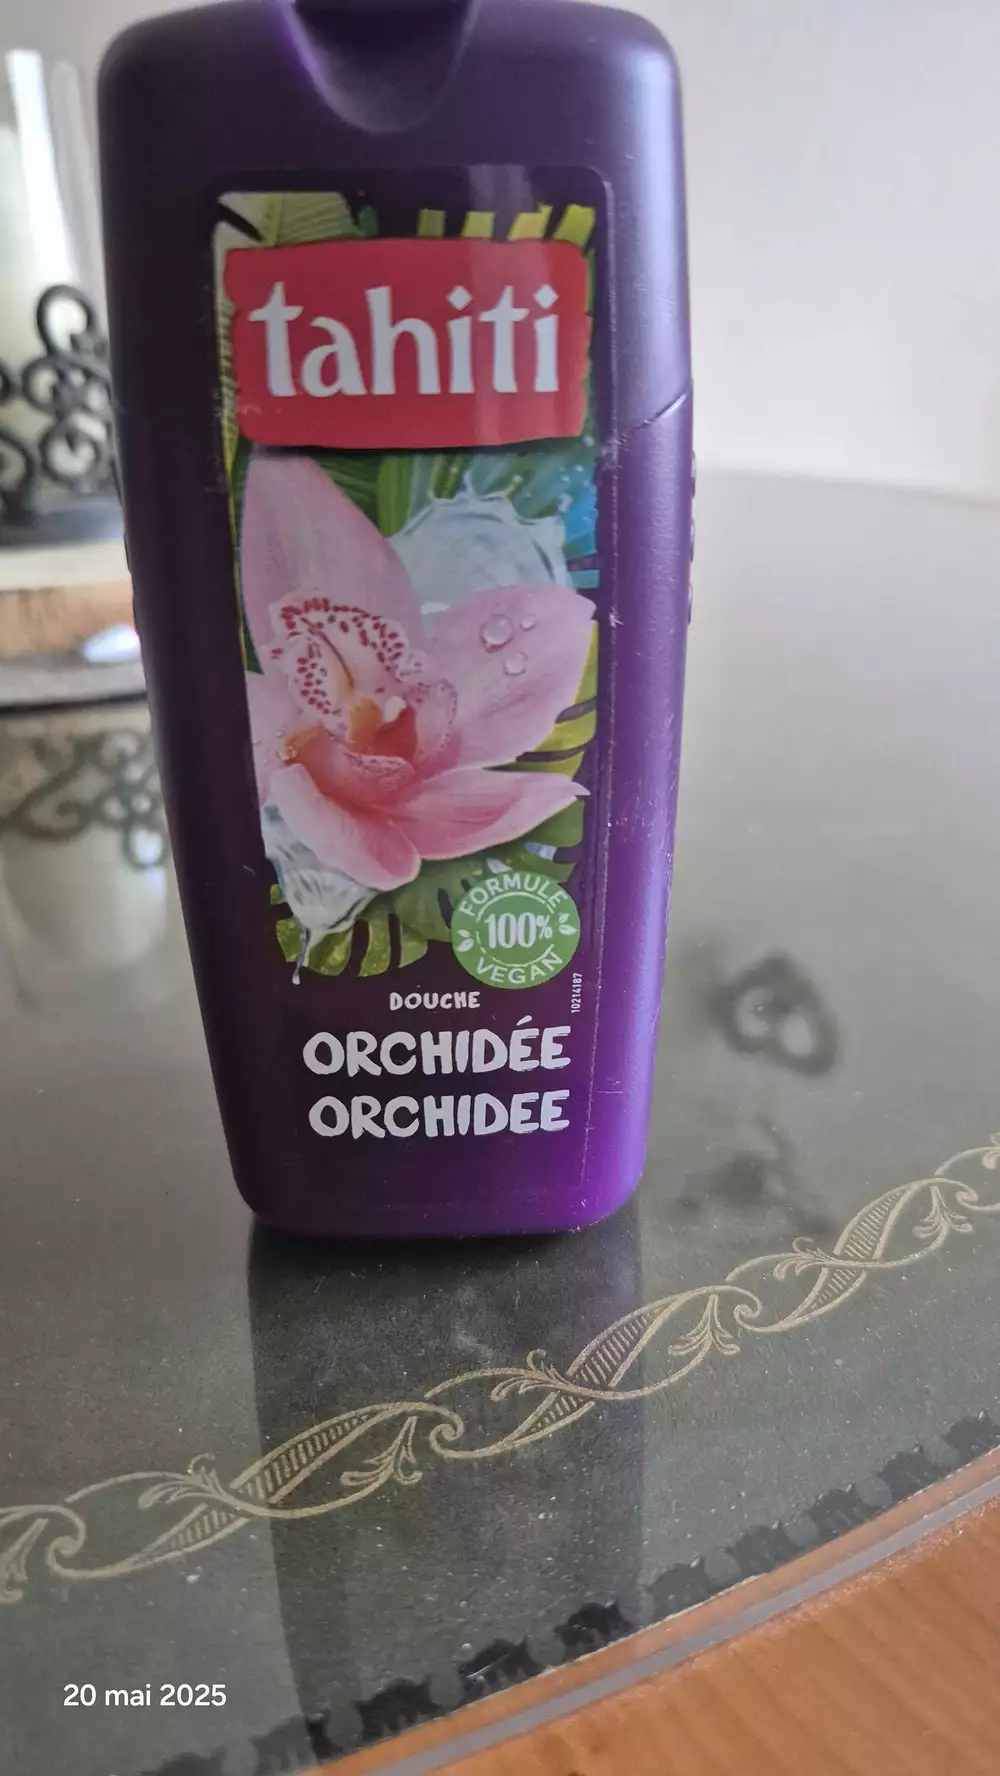 tahiti
FORMULE
100%
VEGAN
10214187
DOUCHE
ORCHIDÉE
ORCHIDEE
20 mai 2025